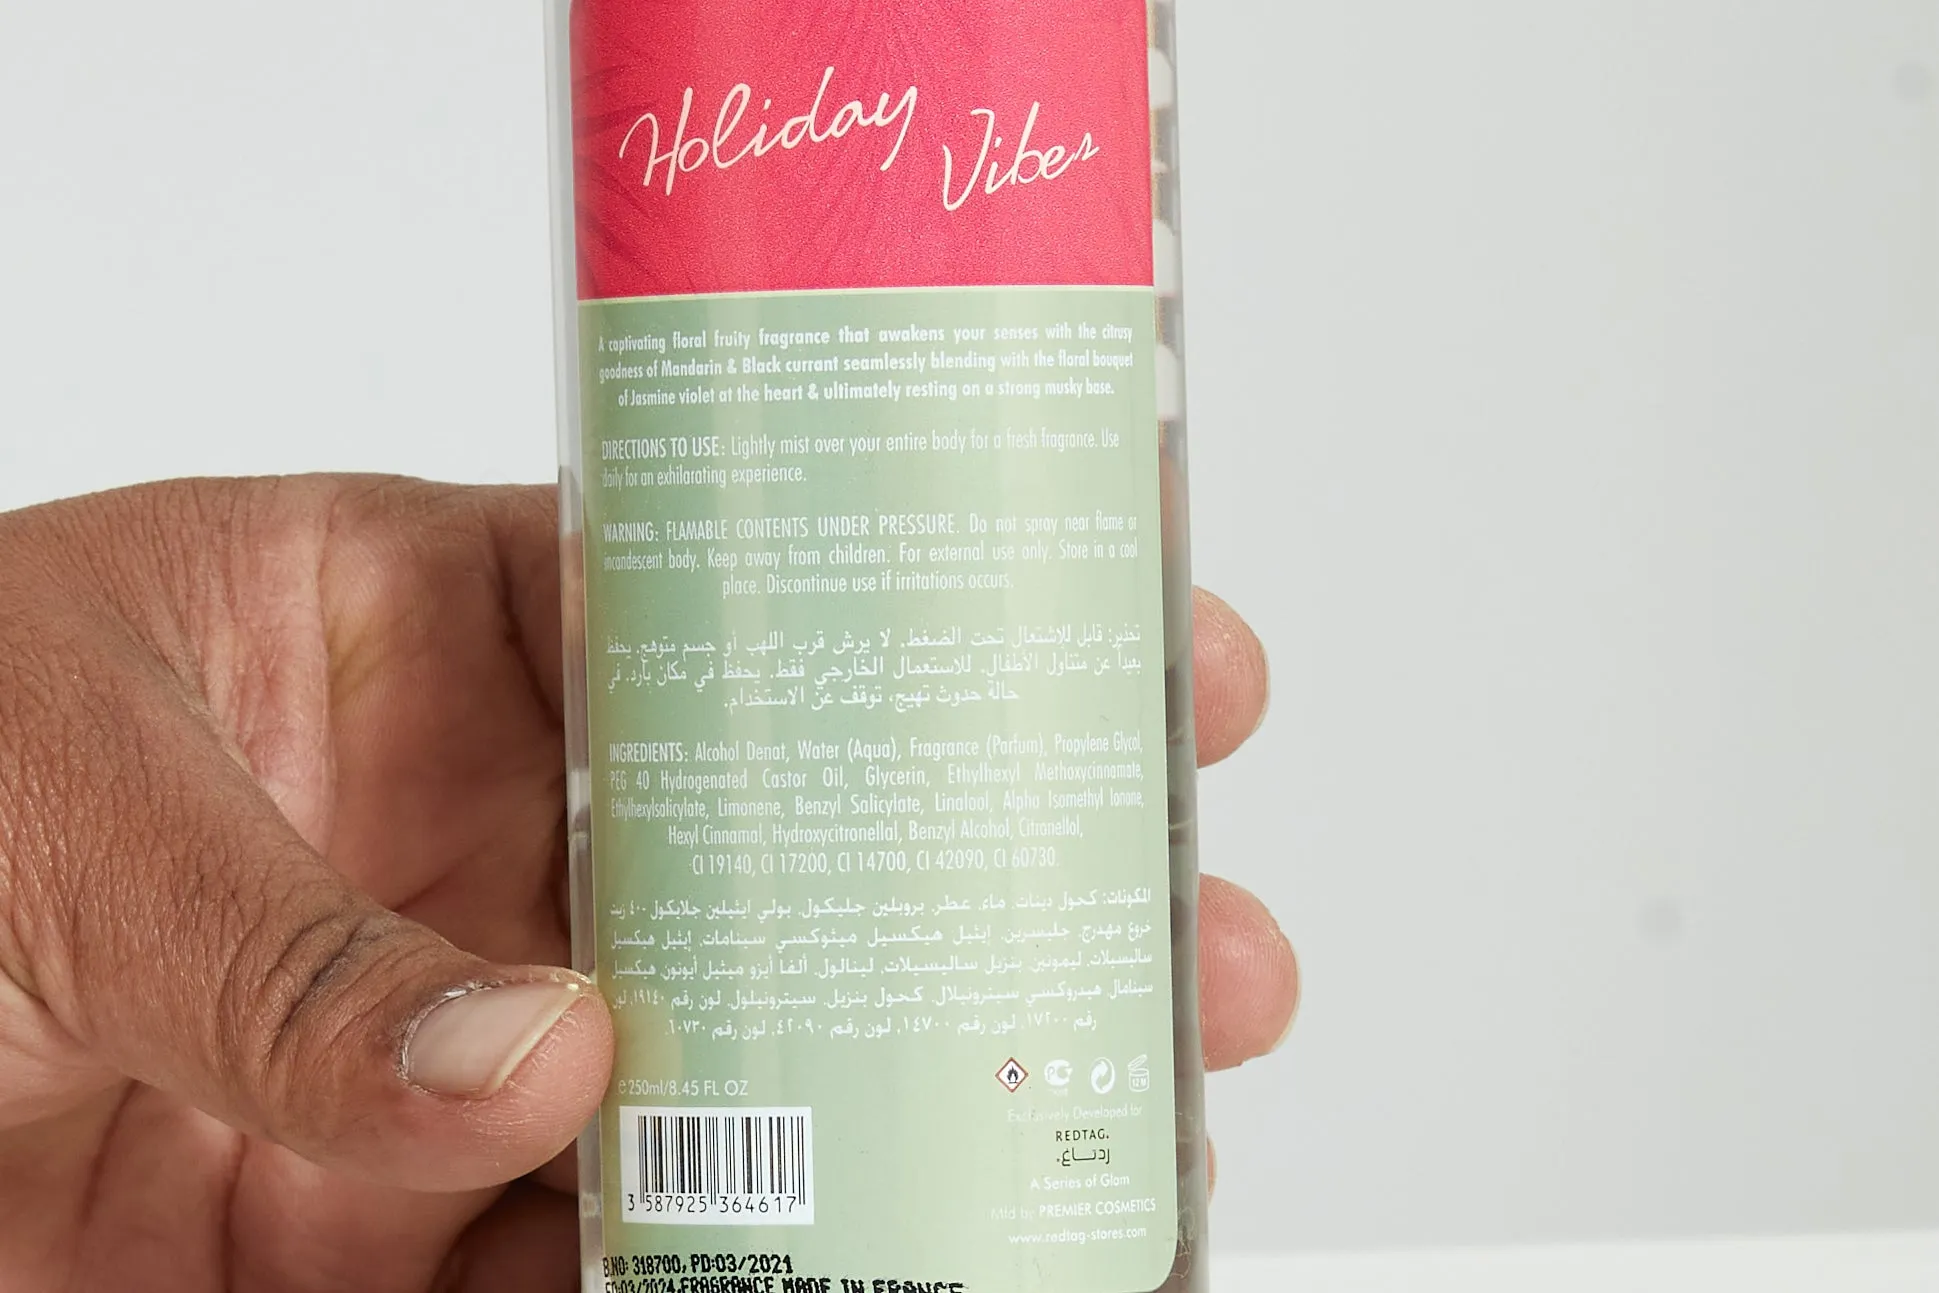 Holiday Vibes
A captivating floral fruity fragrance that awakens your senses with the citrusy
goodness of Mandarin & Black currant seamlessly blending with the floral bouquet
of Jasmine violet at the heart & ultimately resting on a strong musky base.
DIRECTIONS TO USE: Lightly mist over your entire body for a fresh fragrance. Use
daily for an exhilarating experience.
WARNING: FLAMABLE CONTENTS UNDER PRESSURE. Do not spray near flame or
incandescent body. Keep away from children. For external use only. Store in a cool
place. Discontinue use if irritations occurs.
تحذير: قابل للإشتعال تحت الضغط. لا يرش قرب اللهب أو جسم متوهج. يحفظ
بعيداً عن متناول الأطفال. للاستعمال الخارجي فقط. يحفظ في مكان بارد. في
حالة حدوث تهيج، توقف عن الاستخدام.
INGREDIENTS: Alcohol Denat, Water (Aqua), Fragrance (Parfum), Propylene Glycol,
PEG 40 Hydrogenated Castor Oil, Glycerin, Ethylhexyl Methoxycinnamate,
Ethylhexylsalicylate, Limonene, Benzyl Salicylate, Linalool, Alpha Isomethyl Ionone,
Hexyl Cinnamal, Hydroxycitronellal, Benzyl Alcohol, Citronellol,
CI 19140, CI 17200, CI 14700, CI 42090, CI 60730.
المكونات: كحول دينات. ماء. عطر. بروبلين جليكول. بولي ايثيلين جلايكول -٤٠ زيت
خروع مهدرج. جليسرين. إيثيل هيكسيل ميثوكسي سينامات. إيثيل هيكسيل
ساليسيلات. ليمونين. بنزيل ساليسيلات. لينالول. ألفا أيزو ميثيل أيونون. هيكسيل
سينامال. هيدروكسي سيترونيلال. كحول بنزيل. سيترونيلول. لون رقم ١٩١٤٠. لون
رقم ١٧٢٠٠. لون رقم ١٤٧٠٠. لون رقم ٤٢٠٩٠. لون رقم ٦٠٧٣٠.
e 250ml/8.45 FL OZ
12 M
Exclusively Developed for
REDTAG.
ردتاغ.
A Series of Glam
Mfd by PREMIER COSMETICS
www.redtag-stores.com
3 587925 364617
B.NO: 318700, PD:03/2021
ED:03/2024,FRAGRANCE MADE IN FRANCE